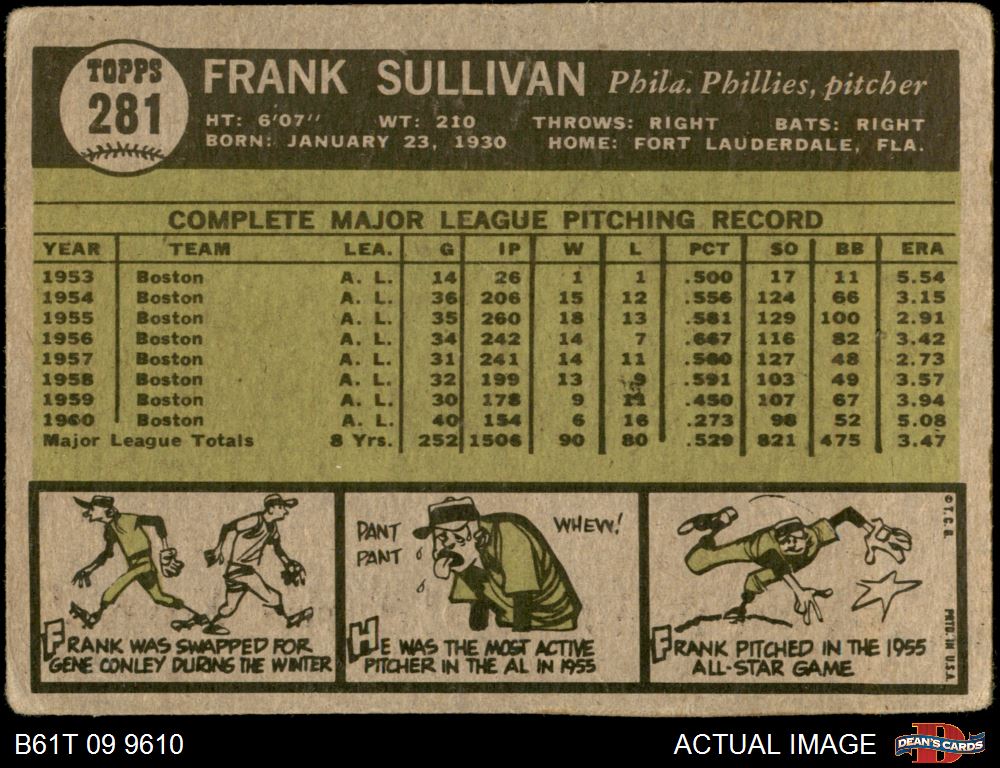 TOPPS
281
FRANK SULLIVAN Phila. Phillies, pitcher
HT: 6'07" WT: 210 THROWS: RIGHT BATS: RIGHT
BORN: JANUARY 23, 1930 HOME: FORT LAUDERDALE, FLA.
COMPLETE MAJOR LEAGUE PITCHING RECORD
YEAR TEAM LEA. G IP W L PCT SO BB ERA
1953 Boston A. L. 14 26 1 1 .500 17 11 5.54
1954 Boston A. L. 36 206 15 12 .556 124 66 3.15
1955 Boston A. L. 35 260 18 13 .581 129 100 2.91
1956 Boston A. L. 34 242 14 7 .667 116 82 3.42
1957 Boston A. L. 31 241 14 11 .560 127 48 2.73
1958 Boston A. L. 32 199 13 9 .591 103 49 3.57
1959 Boston A. L. 30 178 9 11 .450 107 67 3.94
1960 Boston A. L. 40 154 6 16 .273 98 52 5.08
Major League Totals 8 Yrs. 252 1506 90 80 .529 821 475 3.47
FRANK WAS SWAPPED FOR
GENE CONLEY DURING THE WINTER
PANT
PANT
WHEW!
HE WAS THE MOST ACTIVE
PITCHER IN THE AL IN 1955
FRANK PITCHED IN THE 1955
ALL-STAR GAME
© T. C. G.
PRTD. IN U.S.A.
B61T 09 9610
ACTUAL IMAGE
D
DEAN'S CARDS